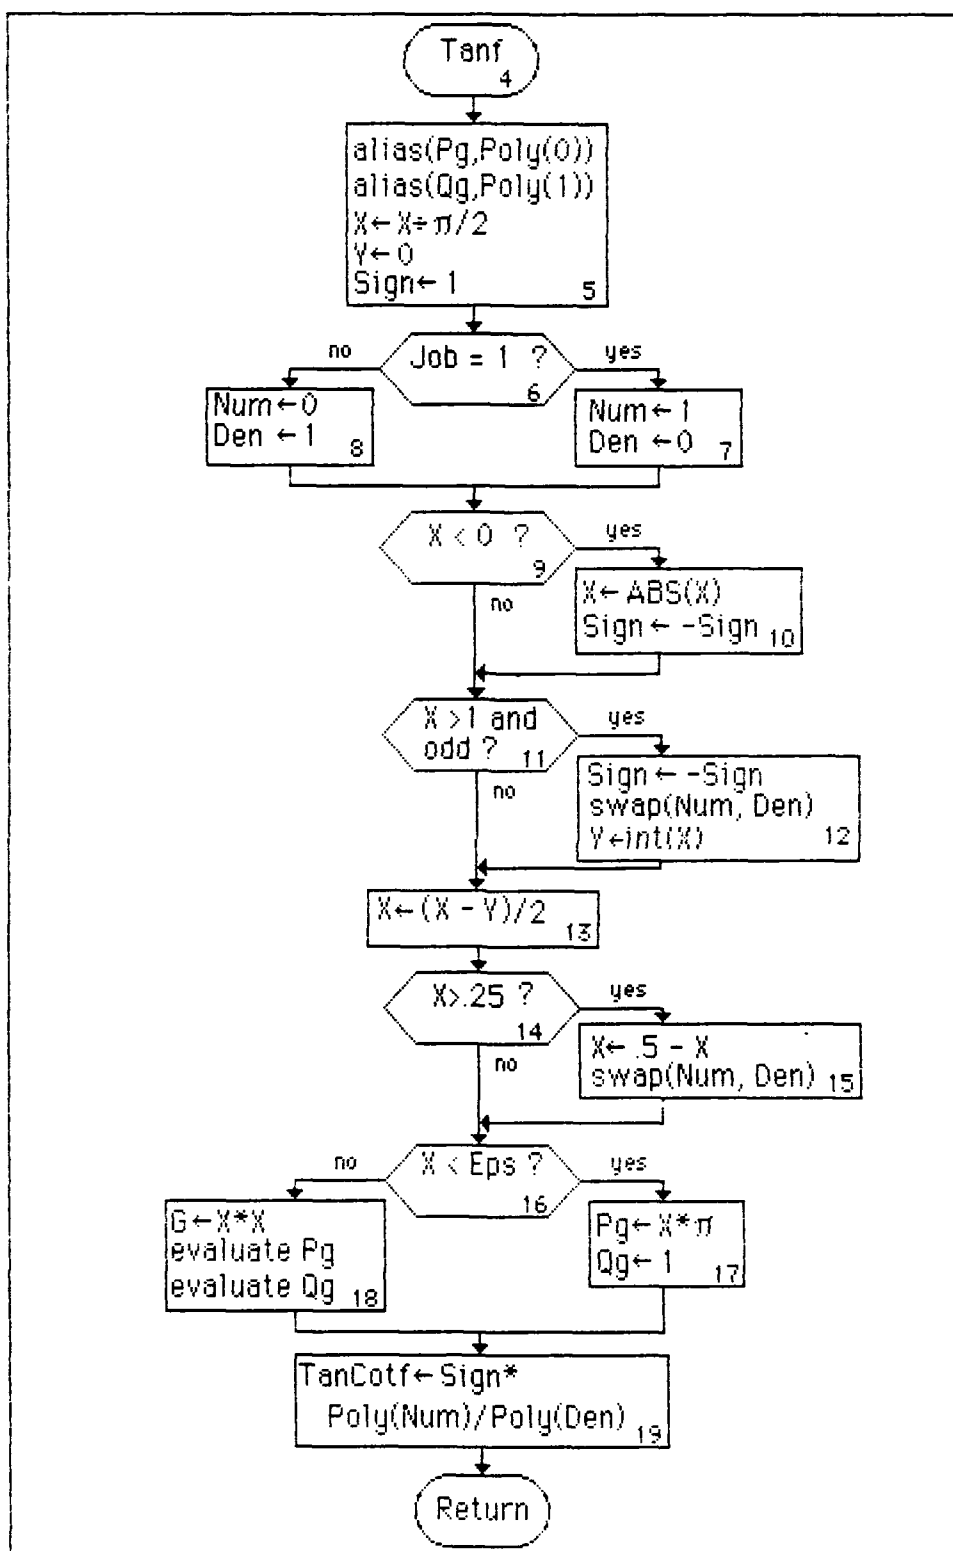 Tanf
4
alias(Pg,Poly(0))
alias(Qg,Poly(1))
X←X÷π/2
Y←0
Sign←1
5
no
Job = 1 ?
yes
6
Num←0
Den ←1
8
Num←1
Den ←0
7
X < 0 ?
yes
9
no
X← ABS(X)
Sign← -Sign
10
X >1 and
odd ?
yes
11
no
Sign← -Sign
swap(Num, Den)
Y←int(X)
12
X←(X - Y)/2
13
X>.25 ?
yes
14
no
X← .5 - X
swap(Num, Den)
15
no
X < Eps ?
yes
16
G←X*X
evaluate Pg
evaluate Qg
18
Pg←X*π
Qg←1
17
TanCotf←Sign*
Poly(Num)/Poly(Den)
19
Return